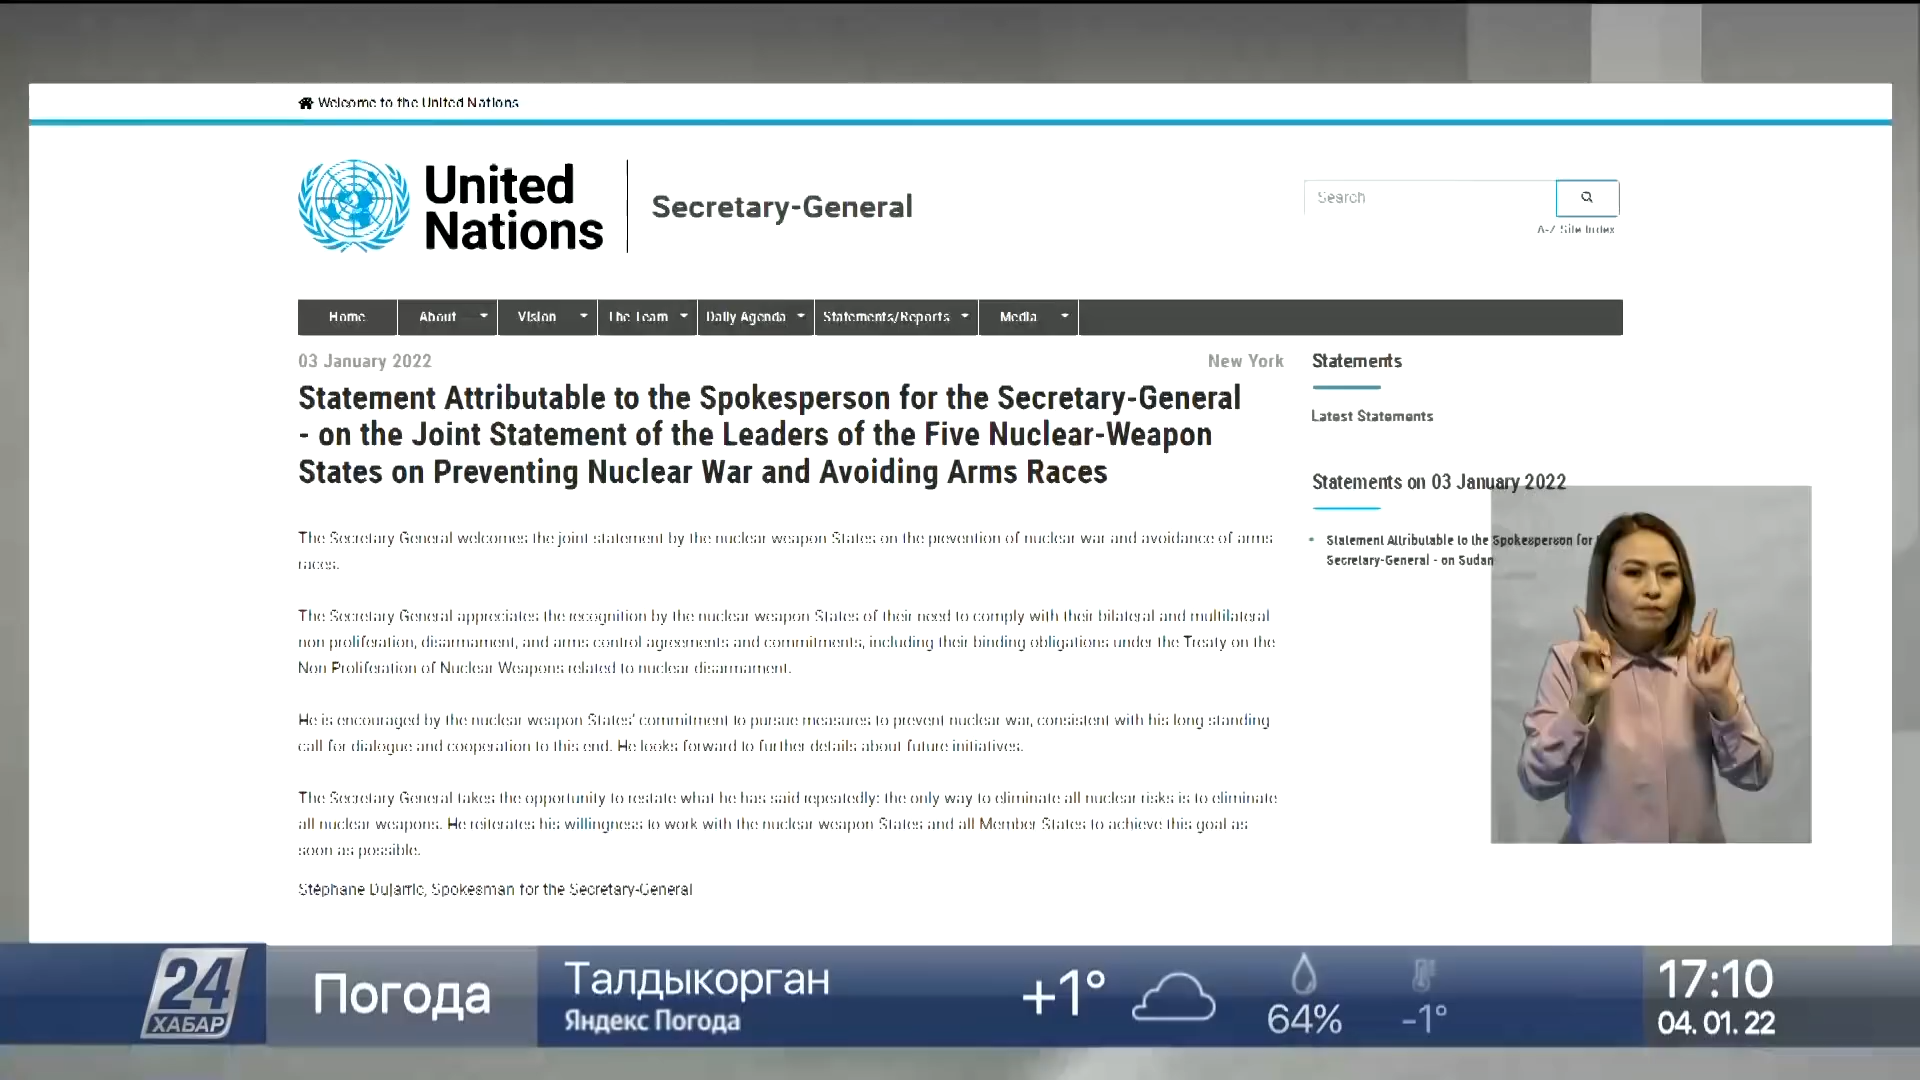 Welcome to the United Nations
United
Nations
Secretary-General
Search
A-Z Site Index
Home
About
Vision
The Team
Daily Agenda
Statements/Reports
Media
03 January 2022
New York
Statement Attributable to the Spokesperson for the Secretary-General
- on the Joint Statement of the Leaders of the Five Nuclear-Weapon
States on Preventing Nuclear War and Avoiding Arms Races
The Secretary General welcomes the joint statement by the nuclear weapon States on the prevention of nuclear war and avoidance of arms
races.
The Secretary General appreciates the recognition by the nuclear weapon States of their need to comply with their bilateral and multilateral
non proliferation, disarmament, and arms control agreements and commitments, including their binding obligations under the Treaty on the
Non Proliferation of Nuclear Weapons related to nuclear disarmament.
He is encouraged by the nuclear weapon States' commitment to pursue measures to prevent nuclear war, consistent with his long standing
call for dialogue and cooperation to this end. He looks forward to further details about future initiatives.
The Secretary General takes the opportunity to restate what he has said repeatedly: the only way to eliminate all nuclear risks is to eliminate
all nuclear weapons. He reiterates his willingness to work with the nuclear weapon States and all Member States to achieve this goal as
soon as possible.
Stéphane Dujarric, Spokesman for the Secretary-General
Statements
Latest Statements
Statements on 03 January 2022
Statement Attributable to the Spokesperson for
Secretary-General - on Sudan
24
ХАБАР
Погода
Талдыкорган
Яндекс Погода
+1°
64%
-1°
17:10
04.01.22